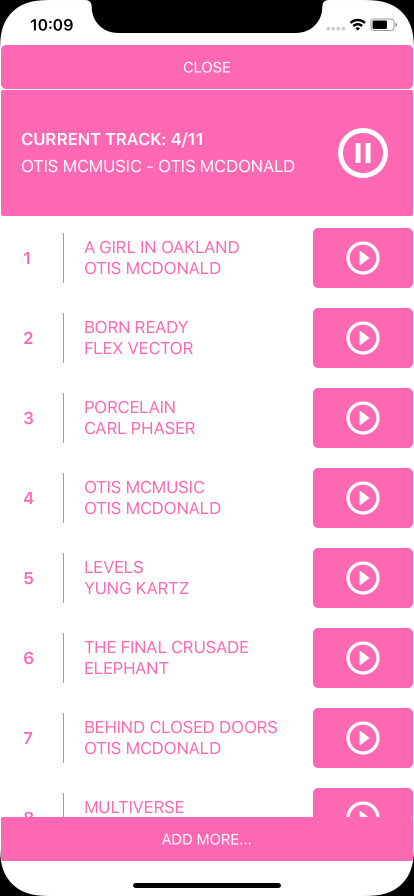 10:09
CLOSE
CURRENT TRACK: 4/11
OTIS MCMUSIC - OTIS MCDONALD
1
A GIRL IN OAKLAND
OTIS MCDONALD
2
BORN READY
FLEX VECTOR
3
PORCELAIN
CARL PHASER
4
OTIS MCMUSIC
OTIS MCDONALD
5
LEVELS
YUNG KARTZ
6
THE FINAL CRUSADE
ELEPHANT
7
BEHIND CLOSED DOORS
OTIS MCDONALD
8
MULTIVERSE
ADD MORE...